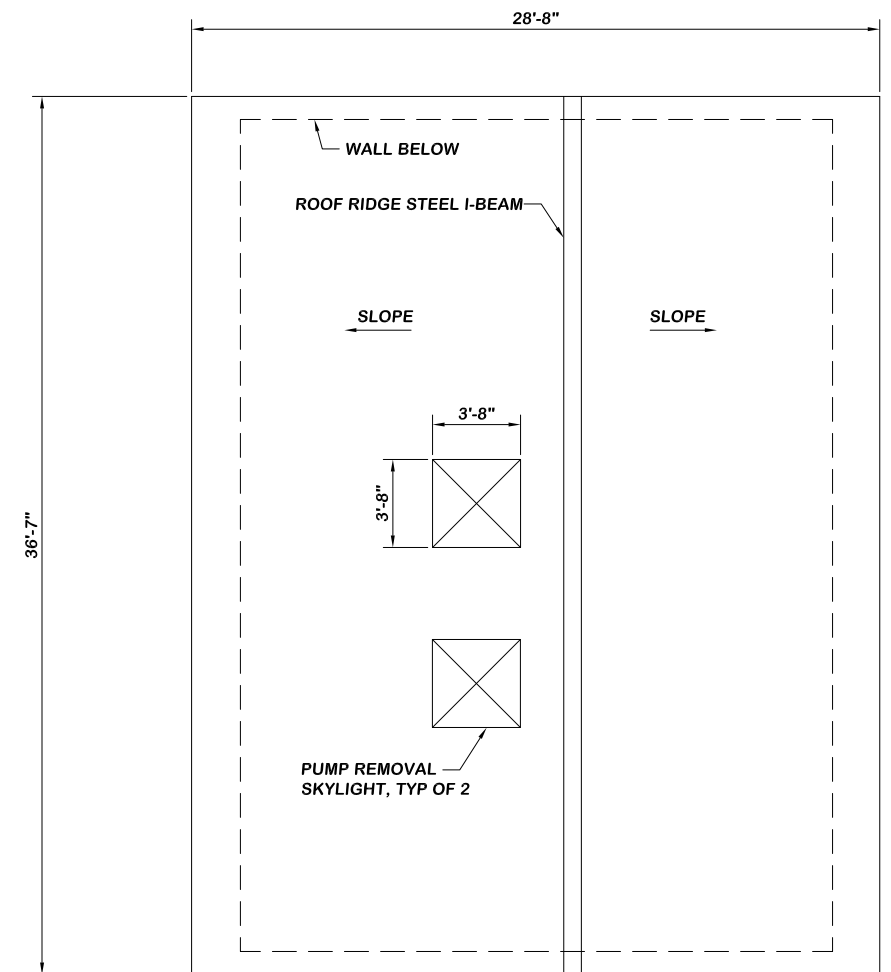 28'-8"
WALL BELOW
ROOF RIDGE STEEL I-BEAM
SLOPE
SLOPE
3'-8"
3'-8"
36'-7"
PUMP REMOVAL
SKYLIGHT, TYP OF 2